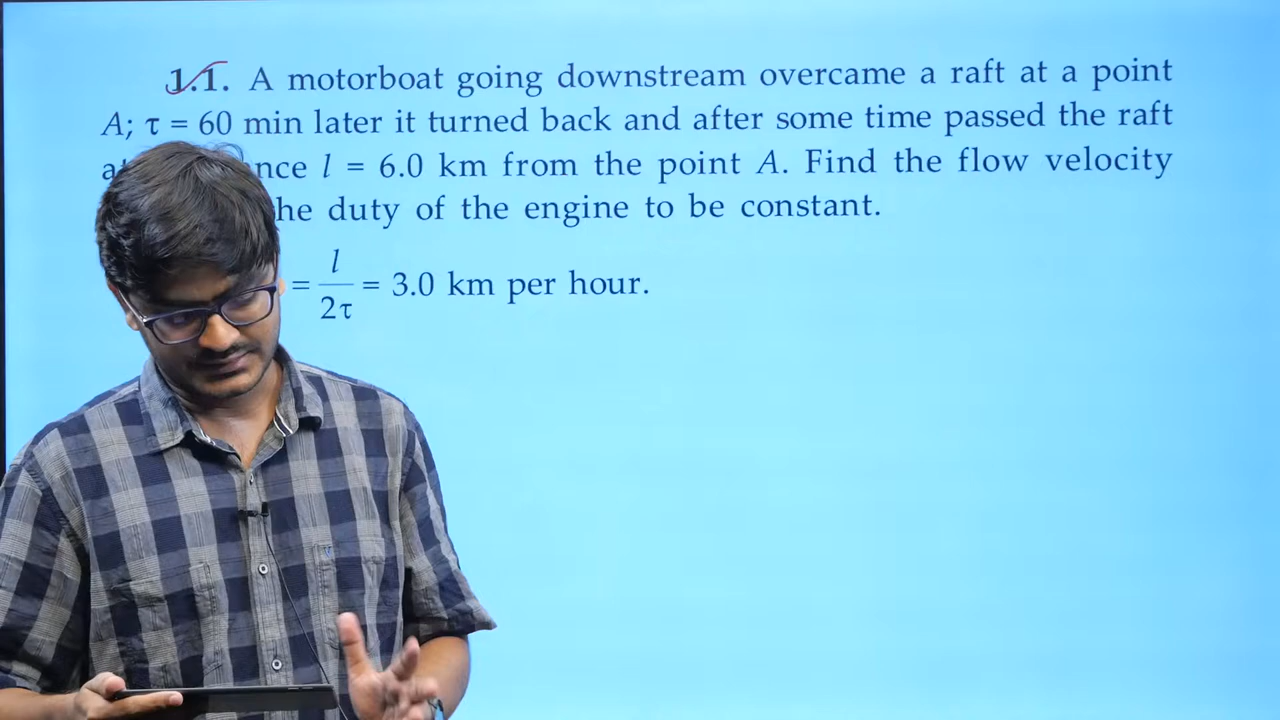 1.1. A motorboat going downstream overcame a raft at a point
A; τ = 60 min later it turned back and after some time passed the raft
l = 6.0 km from the point A. Find the flow velocity
duty of the engine to be constant.
= l/2τ = 3.0 km per hour.